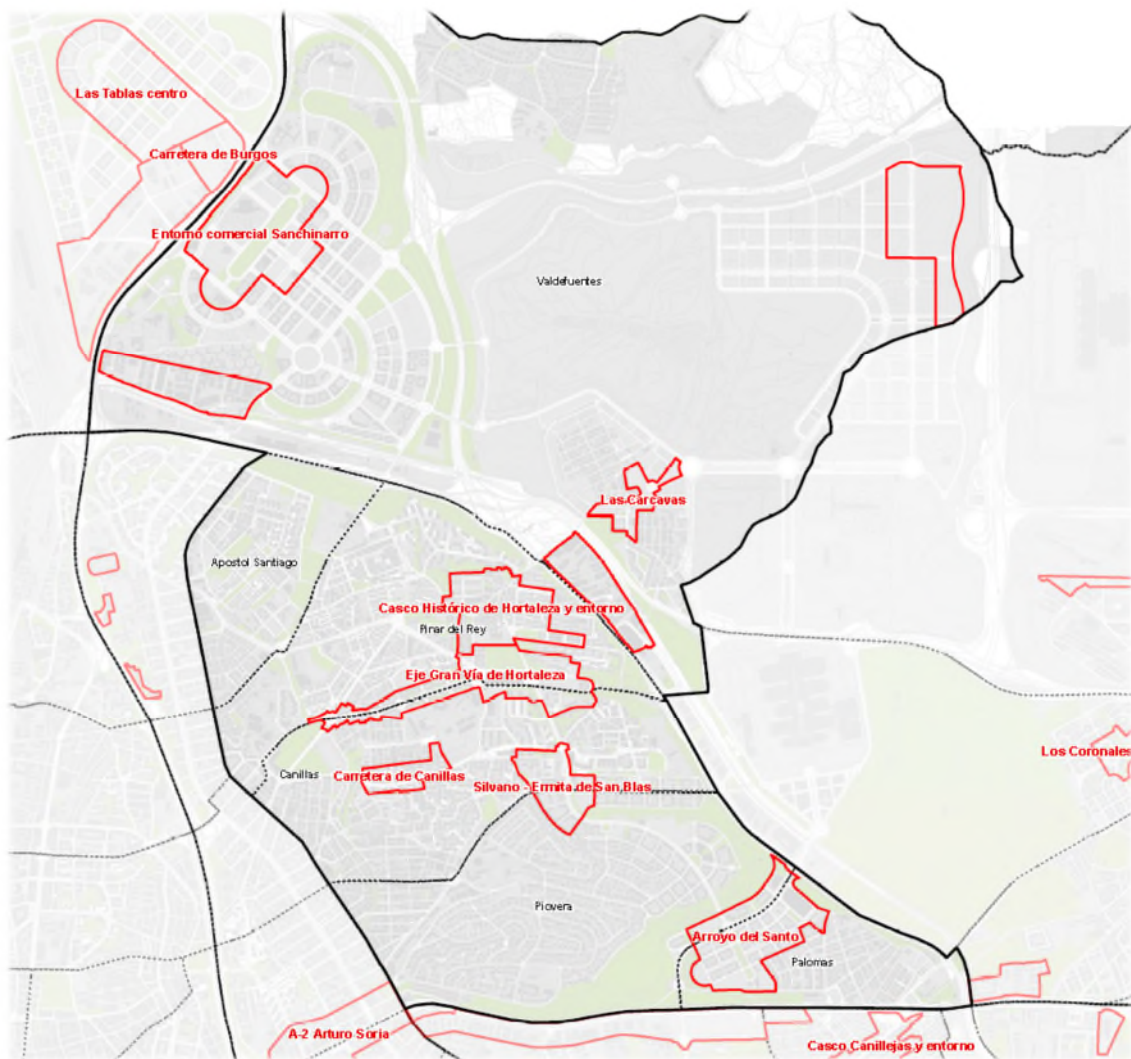 Las Tablas centro
Carretera de Burgos
Entorno comercial Sanchinarro
Valdefuentes
Las Cárcavas
Apostol Santiago
Casco Histórico de Hortaleza y entorno
Pinar del Rey
Eje Gran Vía de Hortaleza
Los Coronales
Canillas
Carretera de Canillas
Silvano - Ermita de San Blas
Piovera
Arroyo del Santo
Palomas
A-2 Arturo Soria
Casco Canillejas y entorno